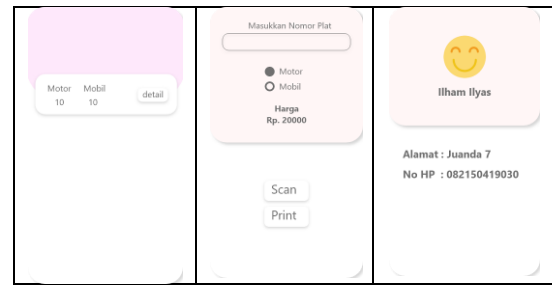 Motor Mobil
10 10
detail
Masukkan Nomor Plat
Motor
Mobil
Harga
Rp. 20000
Scan
Print
Ilham Ilyas
Alamat : Juanda 7
No HP : 082150419030